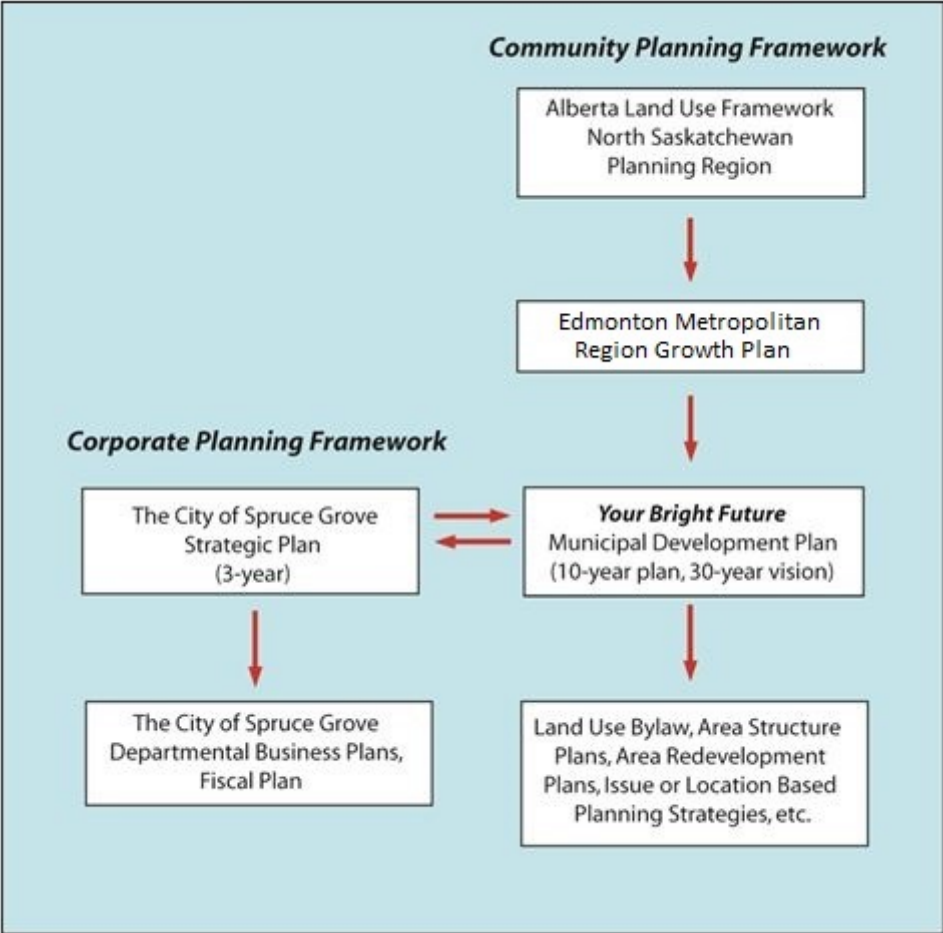 Community Planning Framework
Alberta Land Use Framework
North Saskatchewan
Planning Region
Edmonton Metropolitan
Region Growth Plan
Corporate Planning Framework
The City of Spruce Grove
Strategic Plan
(3-year)
Your Bright Future
Municipal Development Plan
(10-year plan, 30-year vision)
The City of Spruce Grove
Departmental Business Plans,
Fiscal Plan
Land Use Bylaw, Area Structure
Plans, Area Redevelopment
Plans, Issue or Location Based
Planning Strategies, etc.